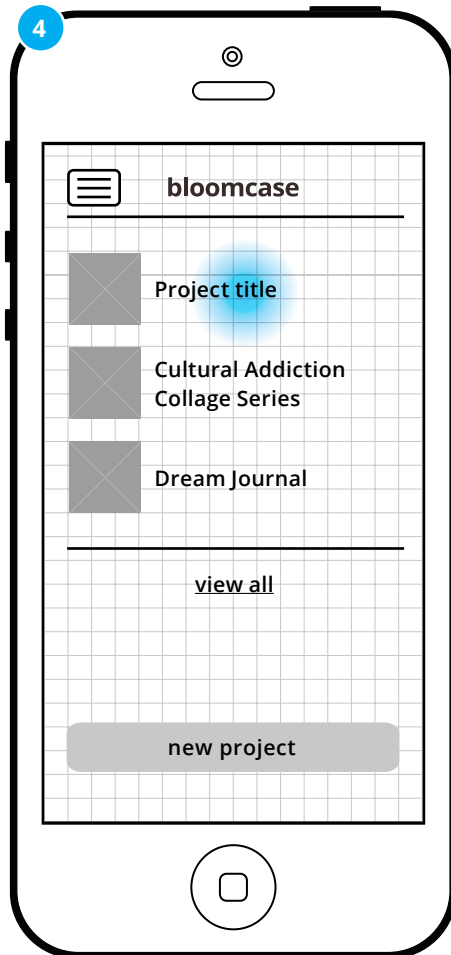 4
bloomcase
Project title
Cultural Addiction
Collage Series
Dream Journal
view all
new project